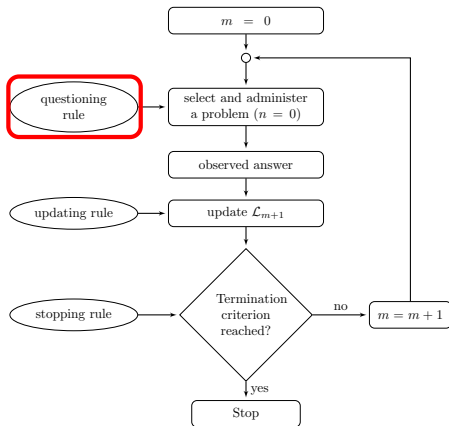 m = 0
questioning
rule
select and administer
a problem (n = 0)
observed answer
updating rule
update ℒₘ₊₁
stopping rule
Termination
criterion
reached?
no
m = m + 1
yes
Stop